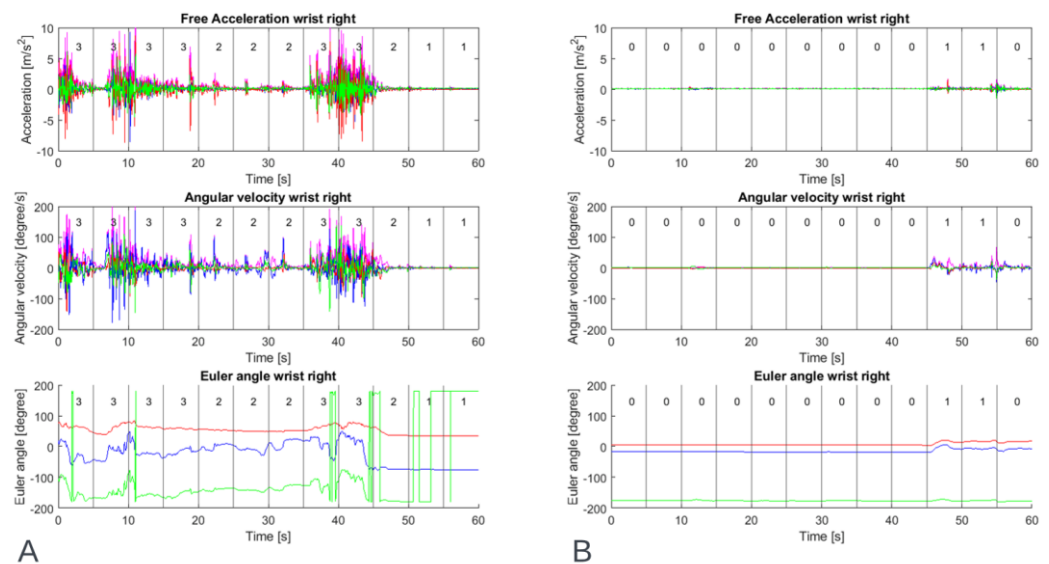 Free Acceleration wrist right
Acceleration [m/s²]
10
5
0
-5
-10
3 3 3 3 2 2 2 3 3 2 1 1
0 10 20 30 40 50 60
Time [s]
Angular velocity wrist right
Angular velocity [degree/s]
200
100
0
-100
-200
3 3 3 3 2 2 2 3 3 2 1 1
0 10 20 30 40 50 60
Time [s]
Euler angle wrist right
Euler angle [degree]
200
100
0
-100
-200
3 3 3 3 2 2 2 3 3 2 1 1
0 10 20 30 40 50 60
Time [s]
A
Free Acceleration wrist right
Acceleration [m/s²]
10
5
0
-5
-10
0 0 0 0 0 0 0 0 0 1 1 0
0 10 20 30 40 50 60
Time [s]
Angular velocity wrist right
Angular velocity [degree/s]
200
100
0
-100
-200
0 0 0 0 0 0 0 0 0 1 1 0
0 10 20 30 40 50 60
Time [s]
Euler angle wrist right
Euler angle [degree]
200
100
0
-100
-200
0 0 0 0 0 0 0 0 0 1 1 0
0 10 20 30 40 50 60
Time [s]
B